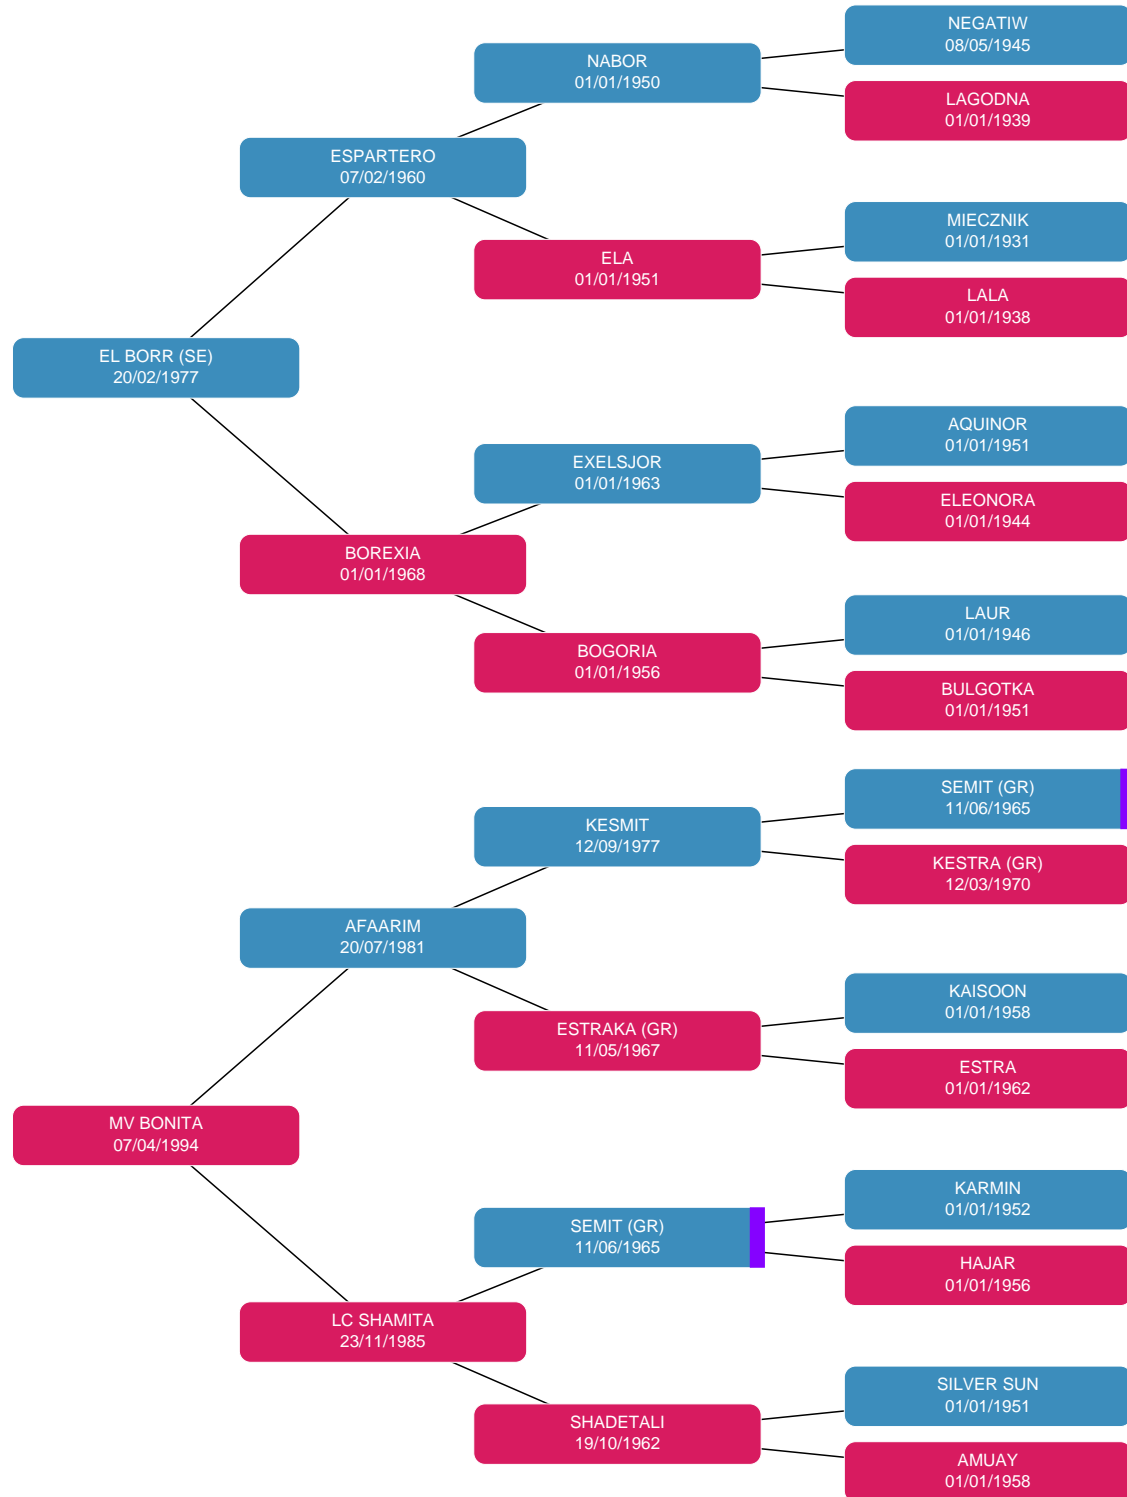 NEGATIW
08/05/1945
NABOR
01/01/1950
LAGODNA
01/01/1939
ESPARTERO
07/02/1960
MIECZNIK
01/01/1931
ELA
01/01/1951
LALA
01/01/1938
EL BORR (SE)
20/02/1977
AQUINOR
01/01/1951
EXELSJOR
01/01/1963
ELEONORA
01/01/1944
BOREXIA
01/01/1968
LAUR
01/01/1946
BOGORIA
01/01/1956
BULGOTKA
01/01/1951
SEMIT (GR)
11/06/1965
KESMIT
12/09/1977
KESTRA (GR)
12/03/1970
AFAARIM
20/07/1981
KAISOON
01/01/1958
ESTRAKA (GR)
11/05/1967
ESTRA
01/01/1962
MV BONITA
07/04/1994
KARMIN
01/01/1952
SEMIT (GR)
11/06/1965
HAJAR
01/01/1956
LC SHAMITA
23/11/1985
SILVER SUN
01/01/1951
SHADETALI
19/10/1962
AMUAY
01/01/1958